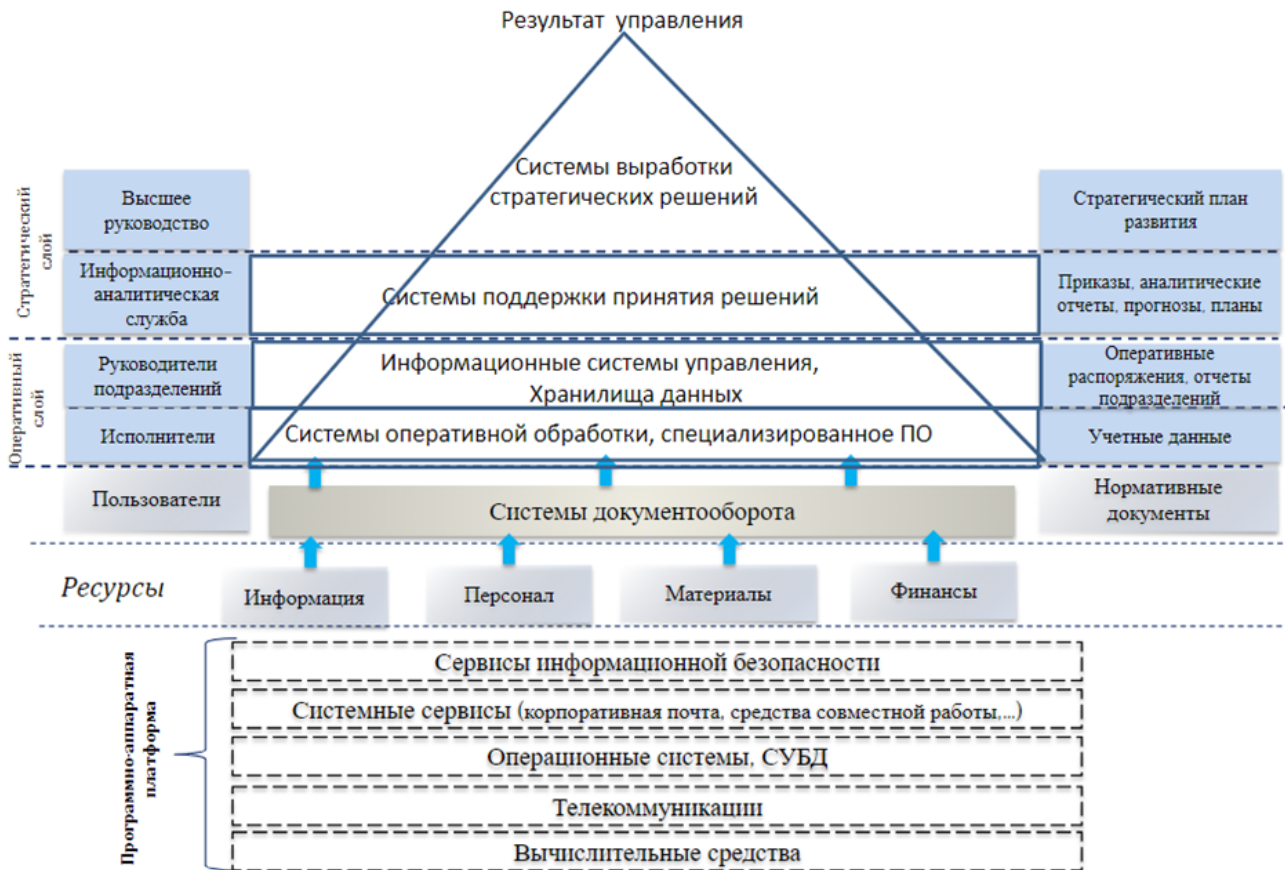 Результат управления
Системы выработки
стратегических решений
Стратегический
слой
Высшее
руководство
Стратегический план
развития
Информационно-
аналитическая
служба
Системы поддержки принятия решений
Приказы, аналитические
отчеты, прогнозы, планы
Оперативный
слой
Руководители
подразделений
Информационные системы управления,
Хранилища данных
Оперативные
распоряжения, отчеты
подразделений
Исполнители
Системы оперативной обработки, специализированное ПО
Учетные данные
Пользователи
Системы документооборота
Нормативные
документы
Ресурсы
Информация
Персонал
Материалы
Финансы
Программно-аппаратная
платформа
Сервисы информационной безопасности
Системные сервисы (корпоративная почта, средства совместной работы,...)
Операционные системы, СУБД
Телекоммуникации
Вычислительные средства